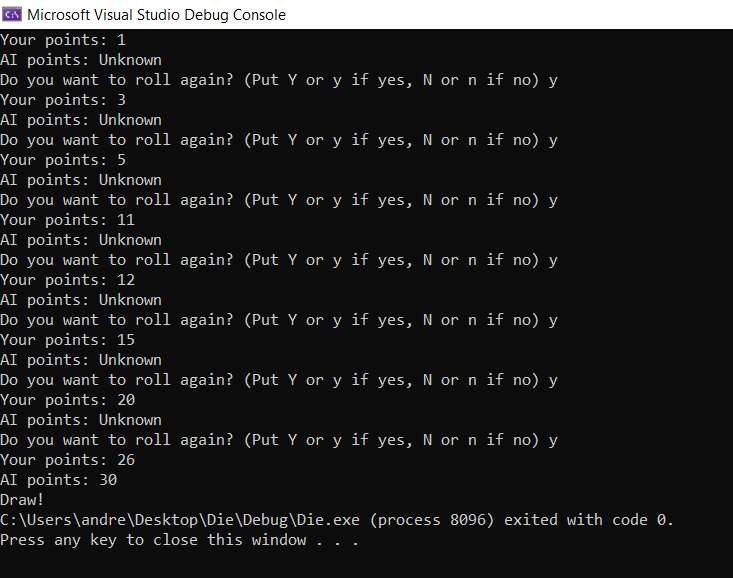 Microsoft Visual Studio Debug Console
Your points: 1
AI points: Unknown
Do you want to roll again? (Put Y or y if yes, N or n if no) y
Your points: 3
AI points: Unknown
Do you want to roll again? (Put Y or y if yes, N or n if no) y
Your points: 5
AI points: Unknown
Do you want to roll again? (Put Y or y if yes, N or n if no) y
Your points: 11
AI points: Unknown
Do you want to roll again? (Put Y or y if yes, N or n if no) y
Your points: 12
AI points: Unknown
Do you want to roll again? (Put Y or y if yes, N or n if no) y
Your points: 15
AI points: Unknown
Do you want to roll again? (Put Y or y if yes, N or n if no) y
Your points: 20
AI points: Unknown
Do you want to roll again? (Put Y or y if yes, N or n if no) y
Your points: 26
AI points: 30
Draw!
C:\Users\andre\Desktop\Die\Debug\Die.exe (process 8096) exited with code 0.
Press any key to close this window . . .